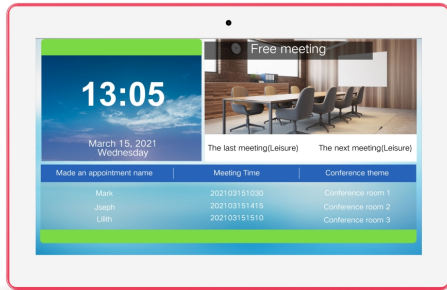 Free meeting
13:05
March 15, 2021
Wednesday
The last meeting(Leisure) The next meeting(Leisure)
Made an appointment name Meeting Time Conference theme
Mark 202103151030 Conference room 1
Jseph 202103151415 Conference room 2
Lilith 202103151510 Conference room 3